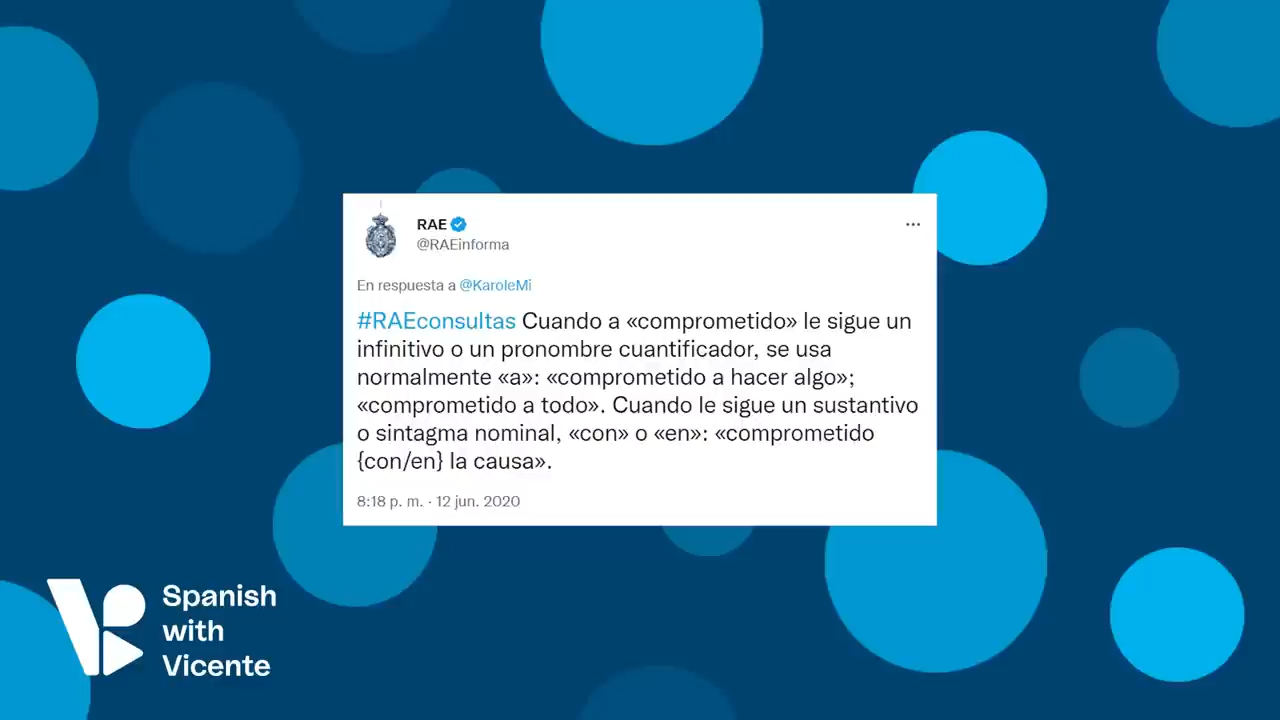 RAE
@RAEinforma
En respuesta a @KaroleMi
#RAEconsultas Cuando a «comprometido» le sigue un
infinitivo o un pronombre cuantificador, se usa
normalmente «a»: «comprometido a hacer algo»;
«comprometido a todo». Cuando le sigue un sustantivo
o sintagma nominal, «con» o «en»: «comprometido
{con/en} la causa».
8:18 p. m. · 12 jun. 2020
Spanish
with
Vicente